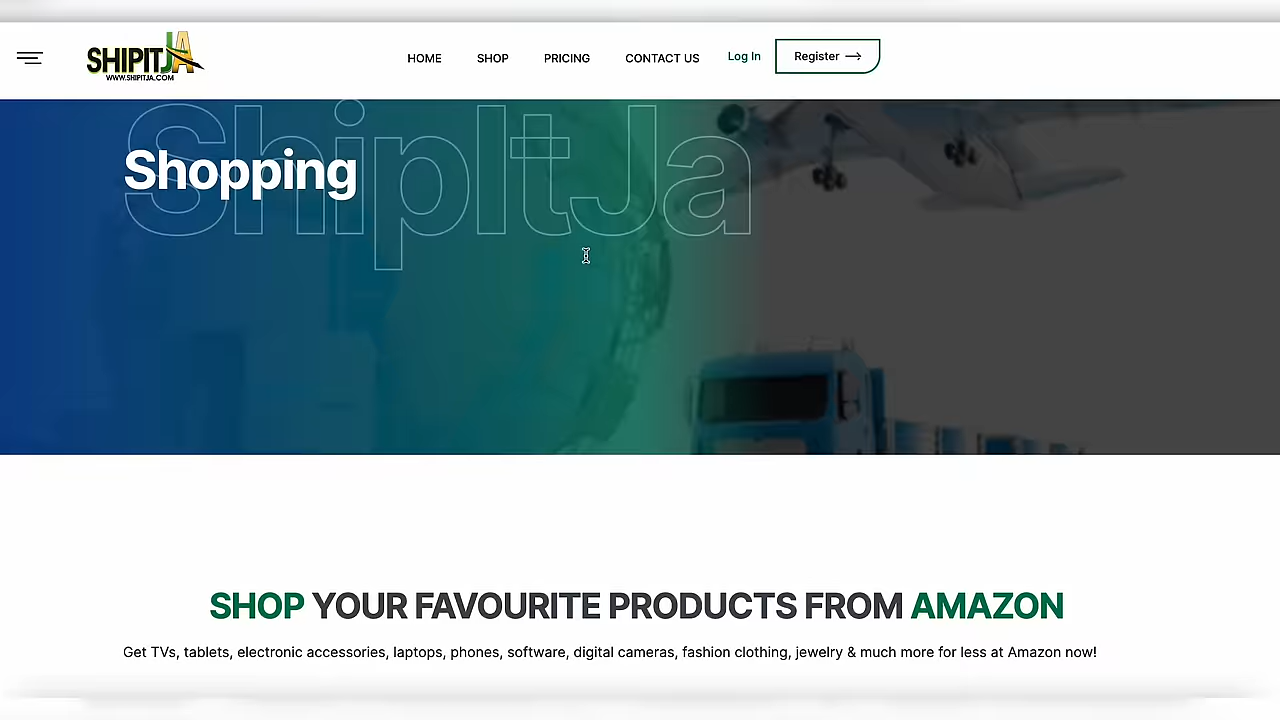 SHIPITJA
WWW.SHIPITJA.COM
HOME SHOP PRICING CONTACT US Log In Register →
ShipItJa
Shopping
SHOP YOUR FAVOURITE PRODUCTS FROM AMAZON
Get TVs, tablets, electronic accessories, laptops, phones, software, digital cameras, fashion clothing, jewelry & much more for less at Amazon now!